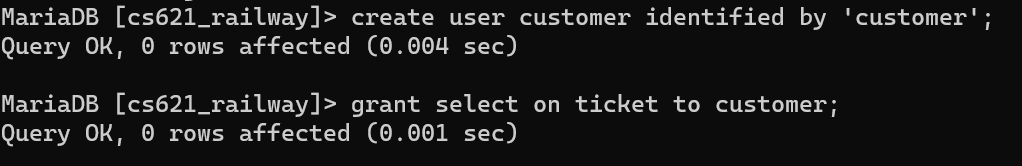 MariaDB [cs621_railway]> create user customer identified by 'customer';
Query OK, 0 rows affected (0.004 sec)
MariaDB [cs621_railway]> grant select on ticket to customer;
Query OK, 0 rows affected (0.001 sec)